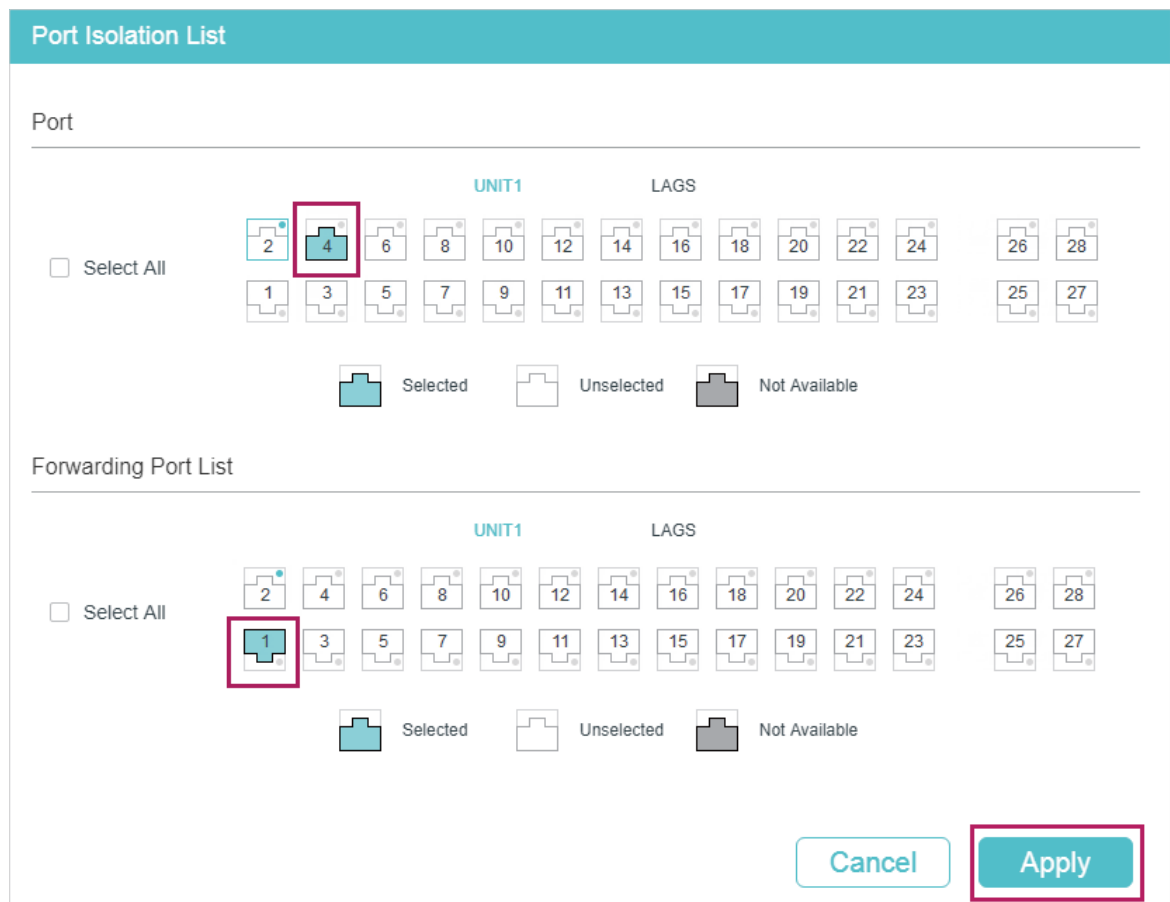 Port Isolation List
Port
UNIT1 LAGS
2 4 6 8 10 12 14 16 18 20 22 24 26 28
Select All
1 3 5 7 9 11 13 15 17 19 21 23 25 27
Selected Unselected Not Available
Forwarding Port List
UNIT1 LAGS
2 4 6 8 10 12 14 16 18 20 22 24 26 28
Select All
1 3 5 7 9 11 13 15 17 19 21 23 25 27
Selected Unselected Not Available
Cancel Apply